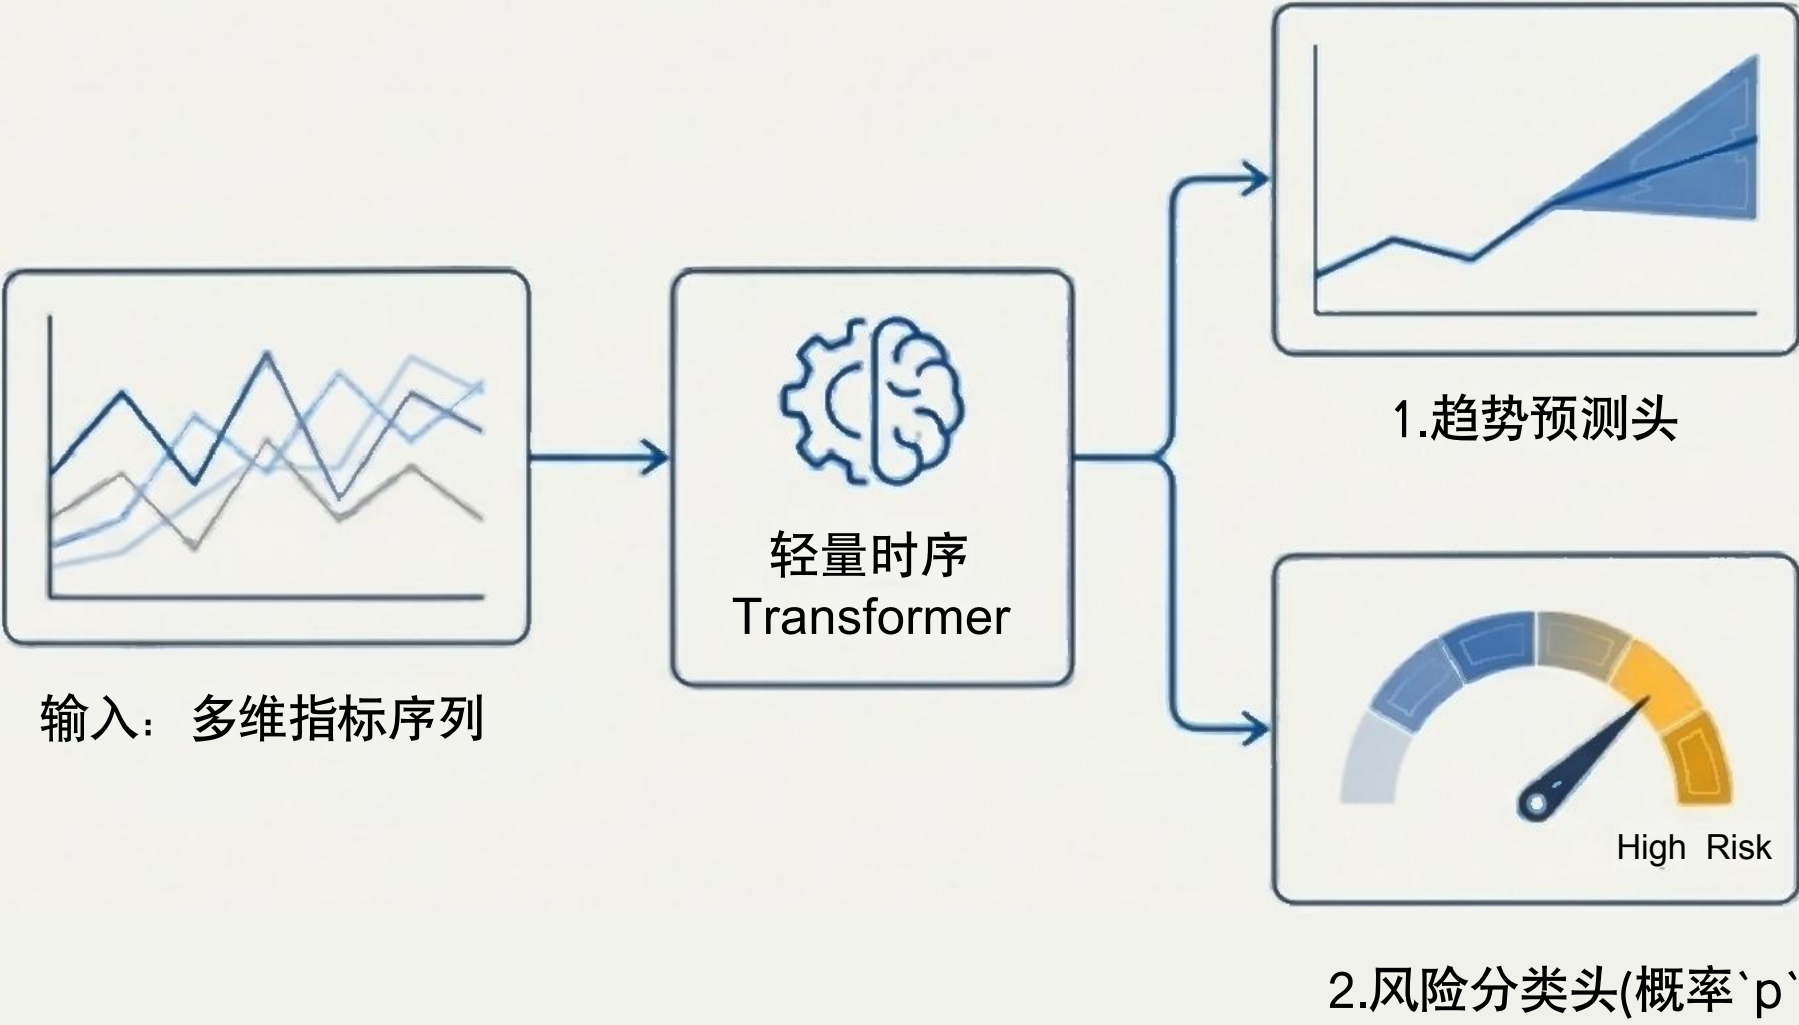 1.趋势预测头
轻量时序
Transformer
输入：多维指标序列
High Risk
2.风险分类头(概率`p`